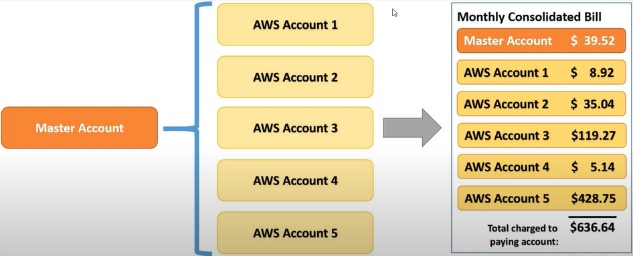 Master Account
AWS Account 1
AWS Account 2
AWS Account 3
AWS Account 4
AWS Account 5
Monthly Consolidated Bill
Master Account $ 39.52
AWS Account 1 $ 8.92
AWS Account 2 $ 35.04
AWS Account 3 $119.27
AWS Account 4 $ 5.14
AWS Account 5 $428.75
Total charged to $636.64
paying account: